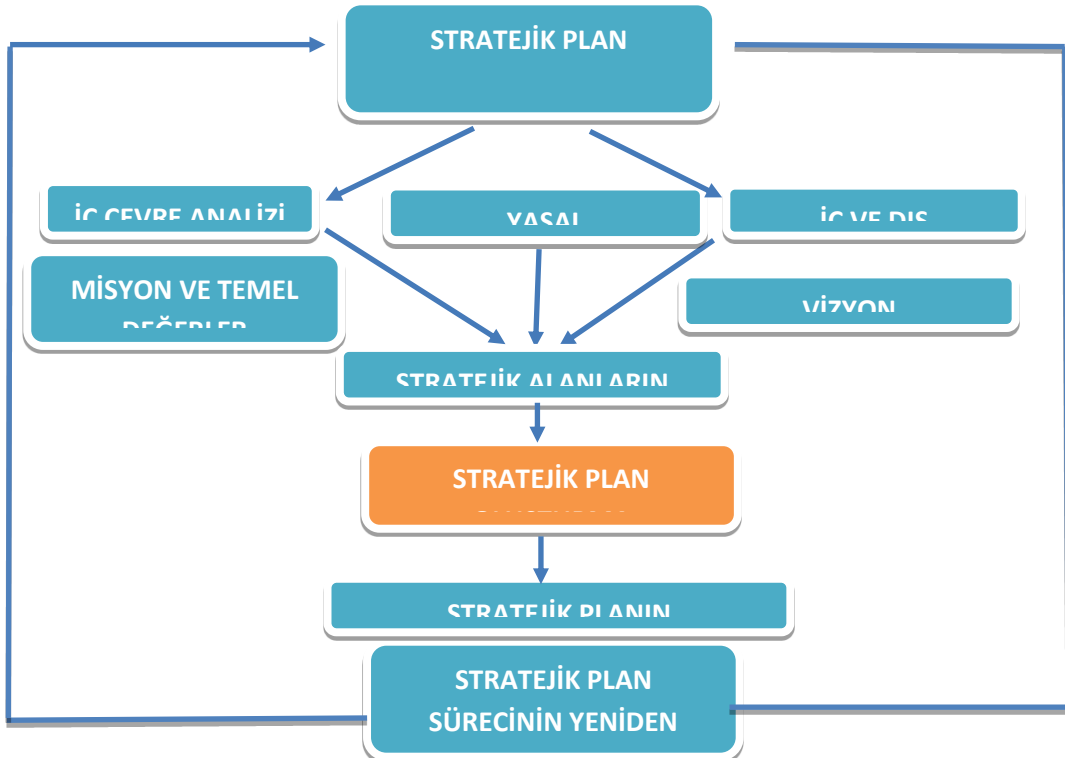 STRATEJİK PLAN
İÇ ÇEVRE ANALİZİ
YASAL
İÇ VE DIŞ
MİSYON VE TEMEL
DEĞERLER
VİZYON
STRATEJİK ALANLARIN
STRATEJİK PLAN
STRATEJİK PLANIN
STRATEJİK PLAN
SÜRECİNİN YENİDEN